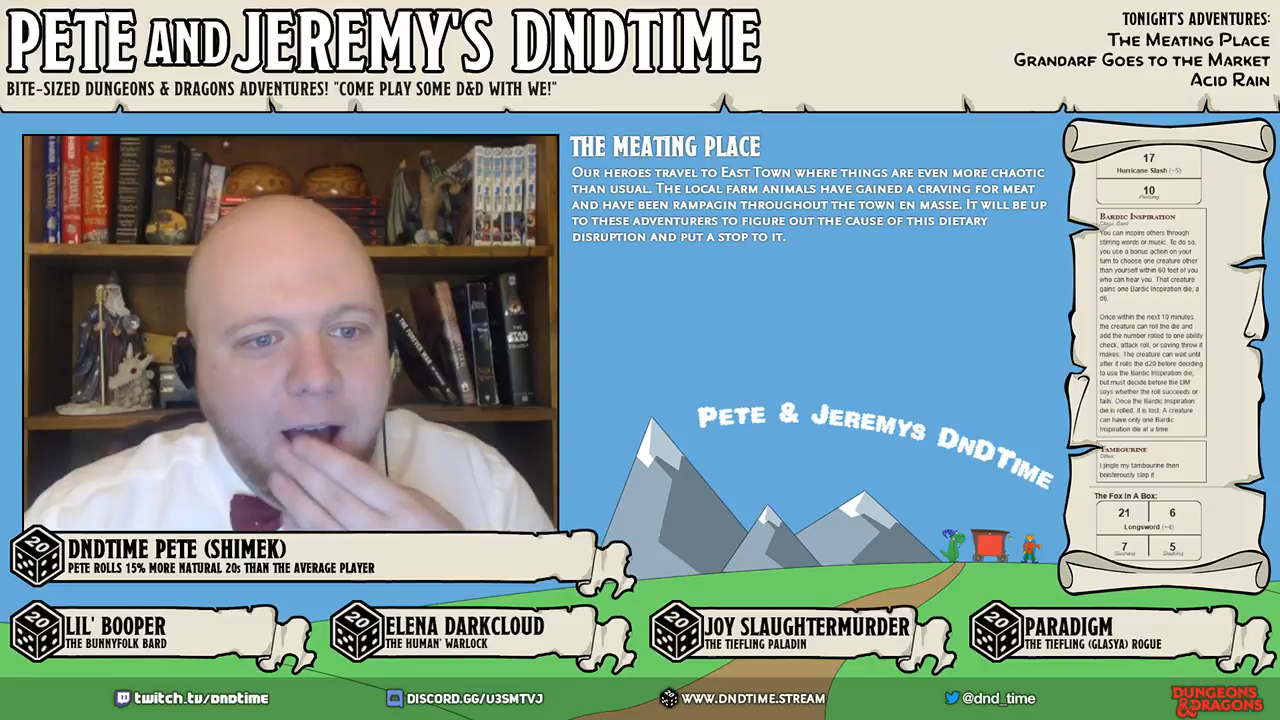 PETE AND JEREMY'S DNDTIME
BITE-SIZED DUNGEONS & DRAGONS ADVENTURES! "COME PLAY SOME D&D WITH WE!"
TONIGHT'S ADVENTURES:
THE MEATING PLACE
GRANDARF GOES TO THE MARKET
ACID RAIN
THE MEATING PLACE
OUR HEROES TRAVEL TO EAST TOWN WHERE THINGS ARE EVEN MORE CHAOTIC
THAN USUAL. THE LOCAL FARM ANIMALS HAVE GAINED A CRAVING FOR MEAT
AND HAVE BEEN RAMPAGIN THROUGHOUT THE TOWN EN MASSE. IT WILL BE UP
TO THESE ADVENTURERS TO FIGURE OUT THE CAUSE OF THIS DIETARY
DISRUPTION AND PUT A STOP TO IT.
17
Hurricane Slash (+5)
10
Piercing
BARDIC INSPIRATION
You can inspire others through
stirring words or music. To do so,
you use a bonus action on your
turn to choose one creature other
than yourself within 60 feet of you
who can hear you. That creature
gains one Bardic Inspiration die, a
d6.
Once within the next 10 minutes,
the creature can roll the die and
add the number rolled to one ability
check, attack roll, or saving throw it
makes. The creature can wait until
after it rolls the d20 before deciding
to use the Bardic Inspiration die,
but must decide before the DM
says whether the roll succeeds or
fails. Once the Bardic Inspiration
die is rolled, it is lost. A creature
can have only one Bardic
Inspiration die at a time
TAMBOURINE
Other
I jingle my tambourine then
boisterously slap it
The Fox In A Box:
21 6
Longsword (+4)
7 5
Slashing Slashing
PETE & JEREMYS DNDTIME
THE STAR WARS TRILOGY
20
DNDTIME PETE (SHIMEK)
PETE ROLLS 15% MORE NATURAL 20S THAN THE AVERAGE PLAYER
20
LIL' BOOPER
THE BUNNYFOLK BARD
20
ELENA DARKCLOUD
THE HUMAN' WARLOCK
20
JOY SLAUGHTERMURDER
THE TIEFLING PALADIN
20
PARADIGM
THE TIEFLING (GLASYA) ROGUE
twitch.tv/dndtime
DISCORD.GG/U3SMTVJ
WWW.DNDTIME.STREAM
@dnd_time
DUNGEONS
& DRAGONS